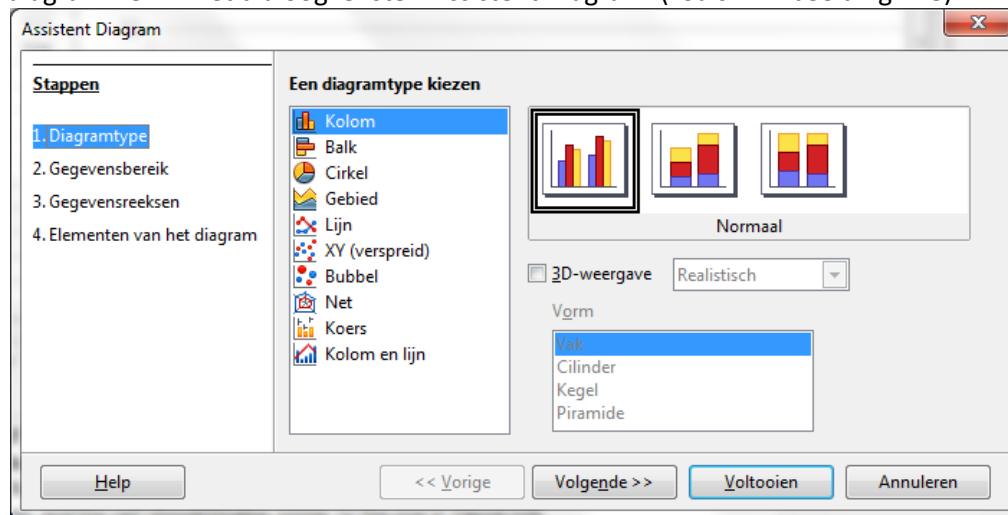 Assistent Diagram
Stappen
1. Diagramtype
2. Gegevensbereik
3. Gegevensreeksen
4. Elementen van het diagram
Een diagramtype kiezen
Kolom
Balk
Cirkel
Gebied
Lijn
XY (verspreid)
Bubbel
Net
Koers
Kolom en lijn
Normaal
3D-weergave Realistisch
Vorm
Vak
Cilinder
Kegel
Piramide
Help << Vorige Volgende >> Voltooien Annuleren